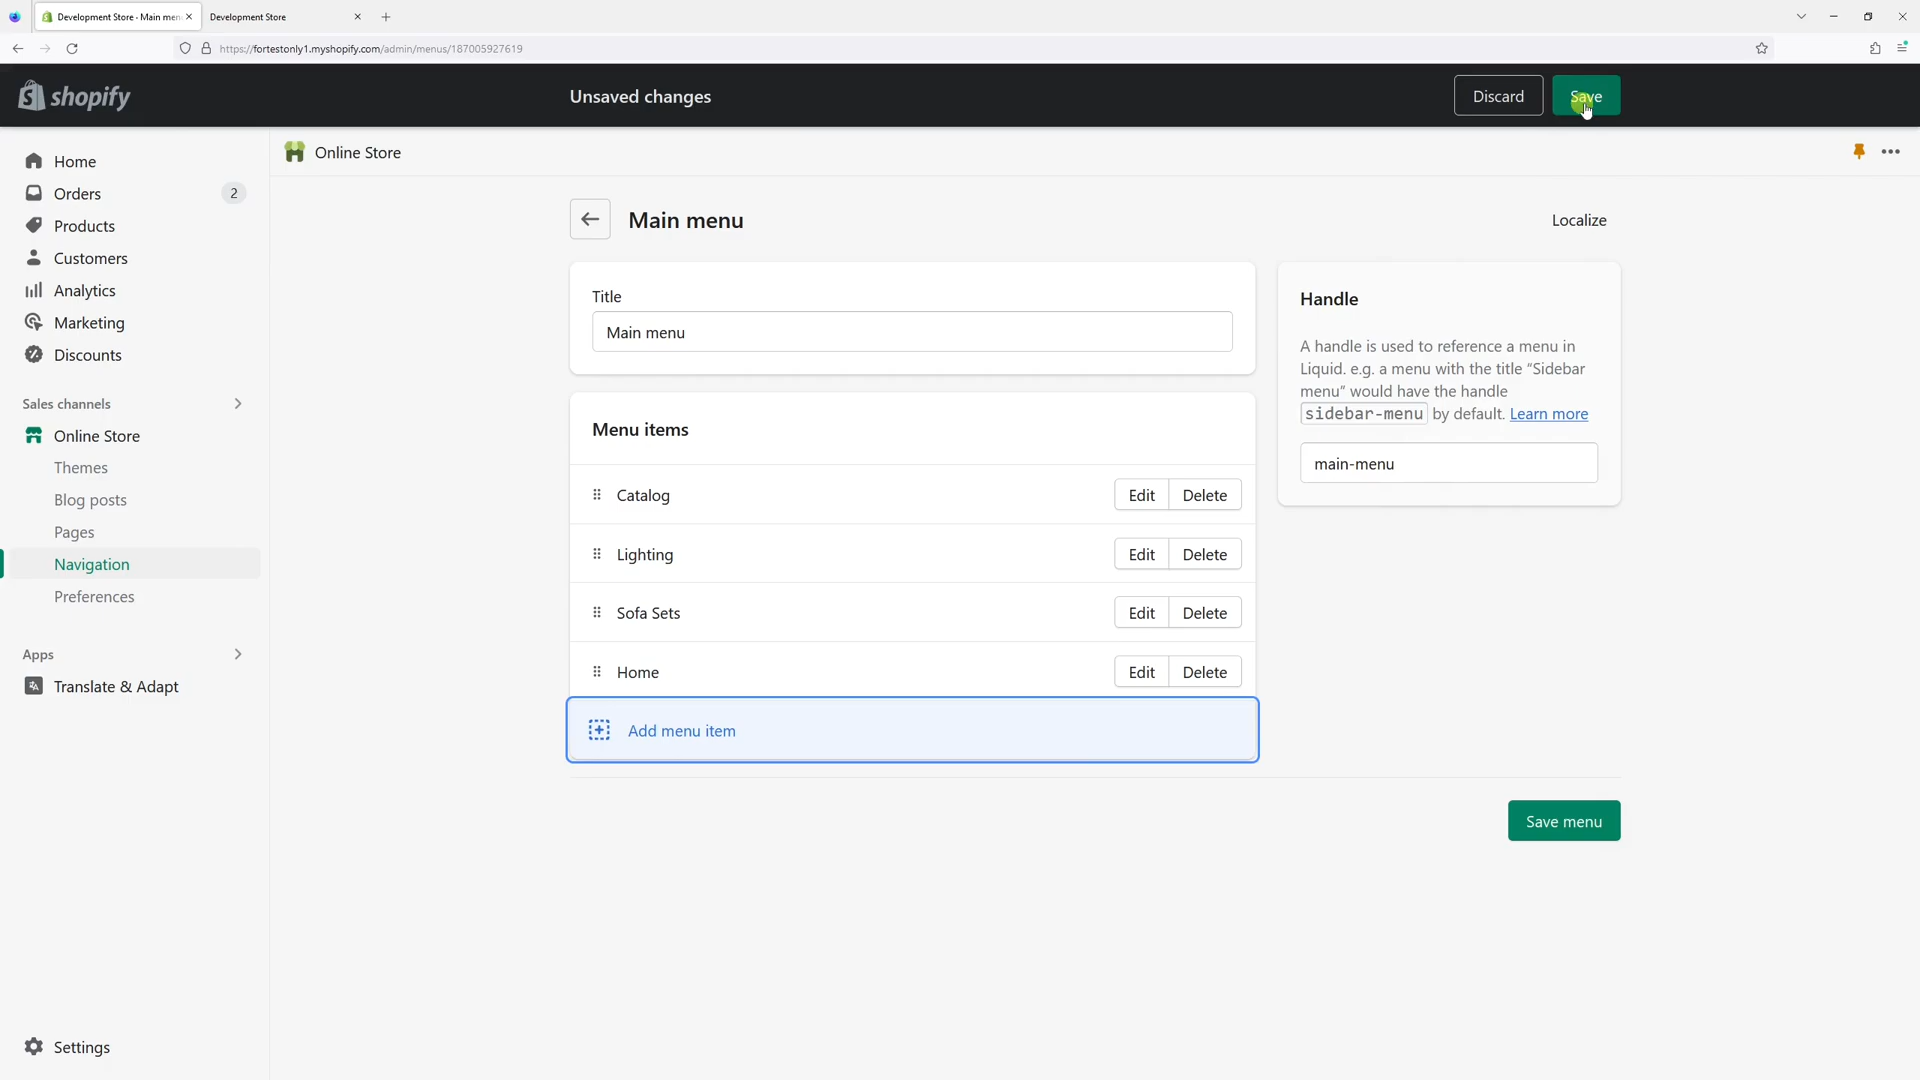 Development Store - Main men
Development Store
https://fortestonly1.myshopify.com/admin/menus/187005927619
shopify
Unsaved changes
Discard
Save
Home
Orders
2
Products
Customers
Analytics
Marketing
Discounts
Sales channels
Online Store
Themes
Blog posts
Pages
Navigation
Preferences
Apps
Translate & Adapt
Settings
Online Store
Main menu
Localize
Title
Main menu
Menu items
Catalog
Edit
Delete
Lighting
Edit
Delete
Sofa Sets
Edit
Delete
Home
Edit
Delete
Add menu item
Handle
A handle is used to reference a menu in
Liquid. e.g. a menu with the title “Sidebar
menu” would have the handle
sidebar-menu by default. Learn more
main-menu
Save menu